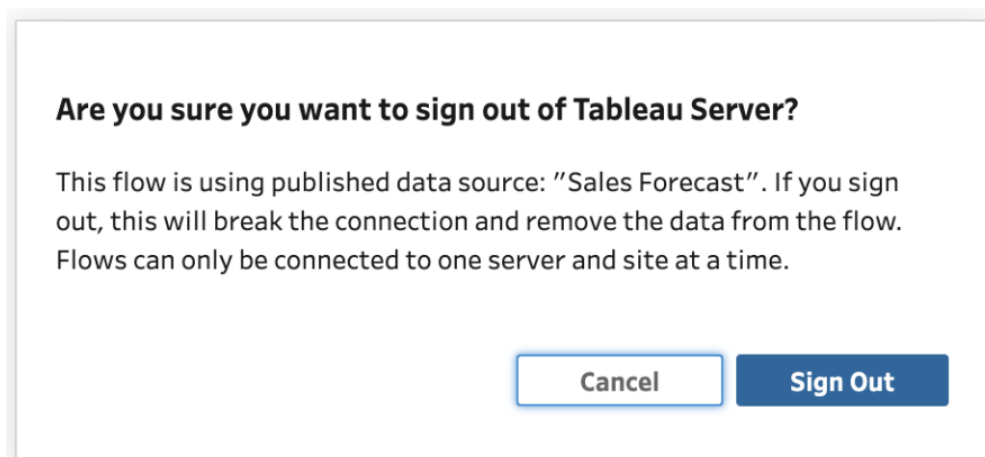 Are you sure you want to sign out of Tableau Server?
This flow is using published data source: "Sales Forecast". If you sign
out, this will break the connection and remove the data from the flow.
Flows can only be connected to one server and site at a time.
Cancel
Sign Out